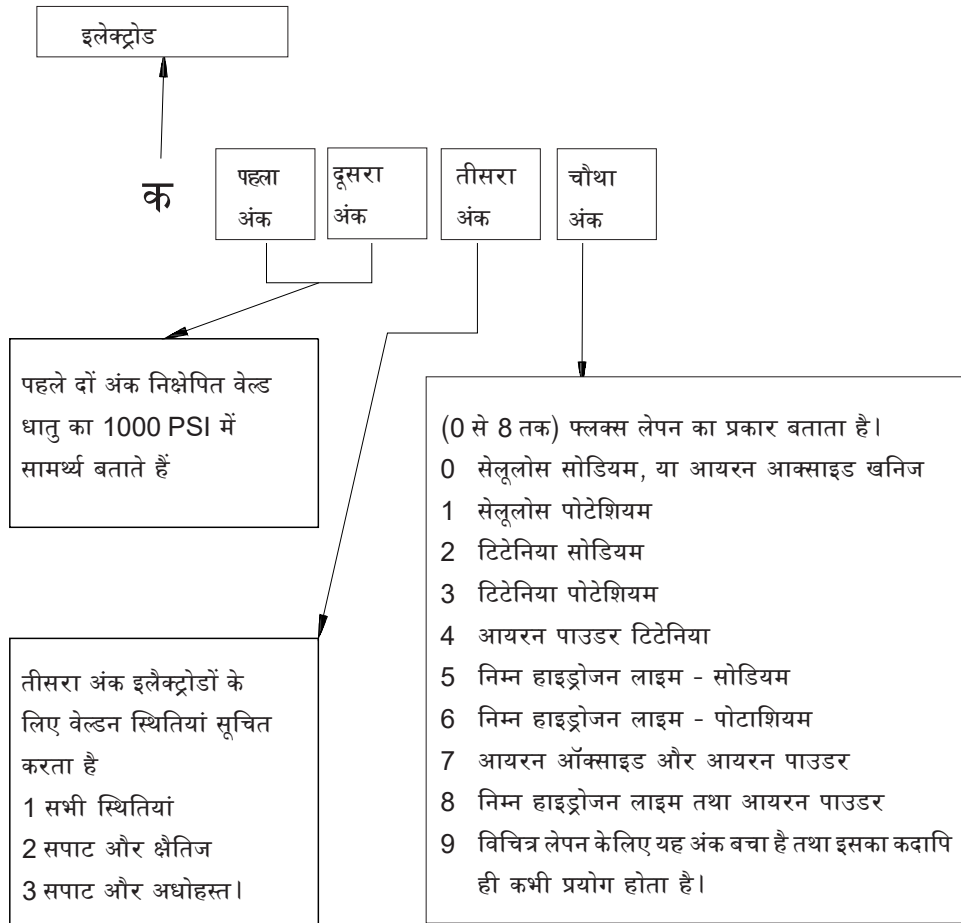 इलेक्ट्रोड
क
पहला
अंक
दूसरा
अंक
तीसरा
अंक
चौथा
अंक
पहले दों अंक निक्षेपित वेल्ड
धातु का 1000 PSI में
सामर्थ्य बताते हैं
तीसरा अंक इलैक्ट्रोडों के
लिए वेल्डन स्थितियां सूचित
करता है
1 सभी स्थितियां
2 सपाट और क्षैतिज
3 सपाट और अधोहस्त।
(0 से 8 तक) फ्लक्स लेपन का प्रकार बताता है।
0 सेलूलोस सोडियम, या आयरन आक्साइड खनिज
1 सेलूलोस पोटेशियम
2 टिटेनिया सोडियम
3 टिटेनिया पोटेशियम
4 आयरन पाउडर टिटेनिया
5 निम्न हाइड्रोजन लाइम - सोडियम
6 निम्न हाइड्रोजन लाइम - पोटाशियम
7 आयरन ऑक्साइड और आयरन पाउडर
8 निम्न हाइड्रोजन लाइम तथा आयरन पाउडर
9 विचित्र लेपन केलिए यह अंक बचा है तथा इसका कदापि
ही कभी प्रयोग होता है।